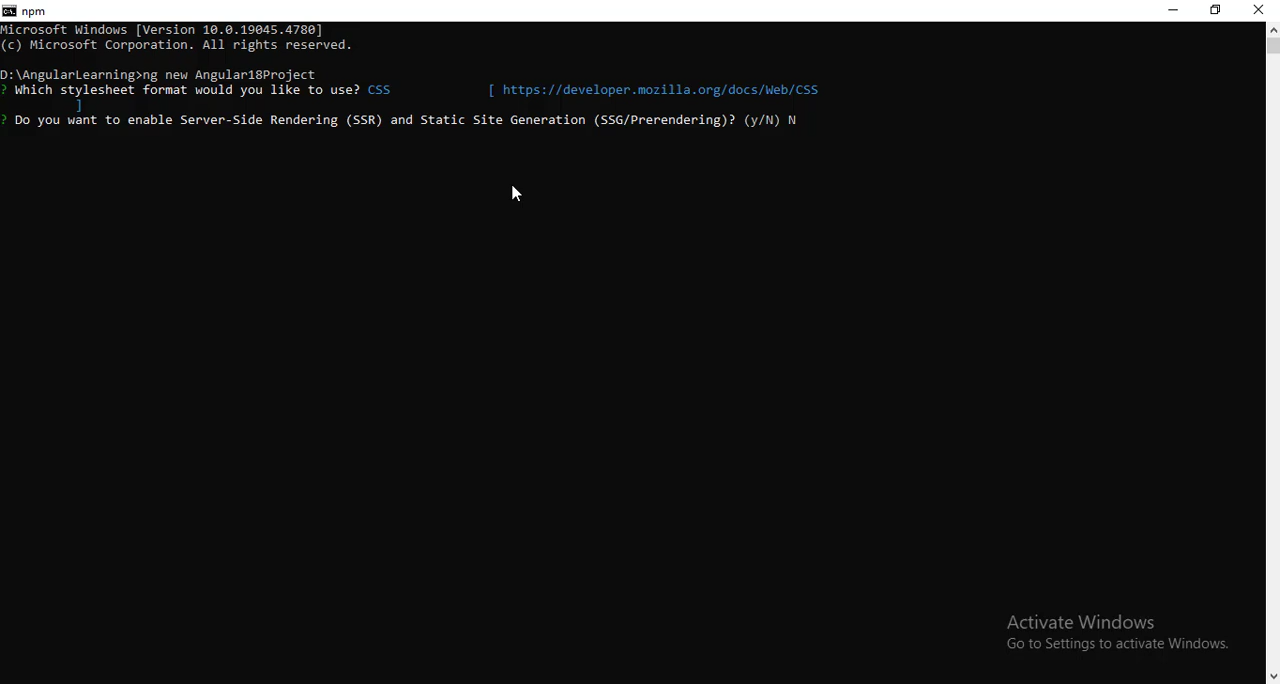 npm
Microsoft Windows [Version 10.0.19045.4780]
(c) Microsoft Corporation. All rights reserved.
D:\AngularLearning>ng new Angular18Project
? Which stylesheet format would you like to use? CSS [ https://developer.mozilla.org/docs/Web/CSS
]
? Do you want to enable Server-Side Rendering (SSR) and Static Site Generation (SSG/Prerendering)? (y/N) N
Activate Windows
Go to Settings to activate Windows.